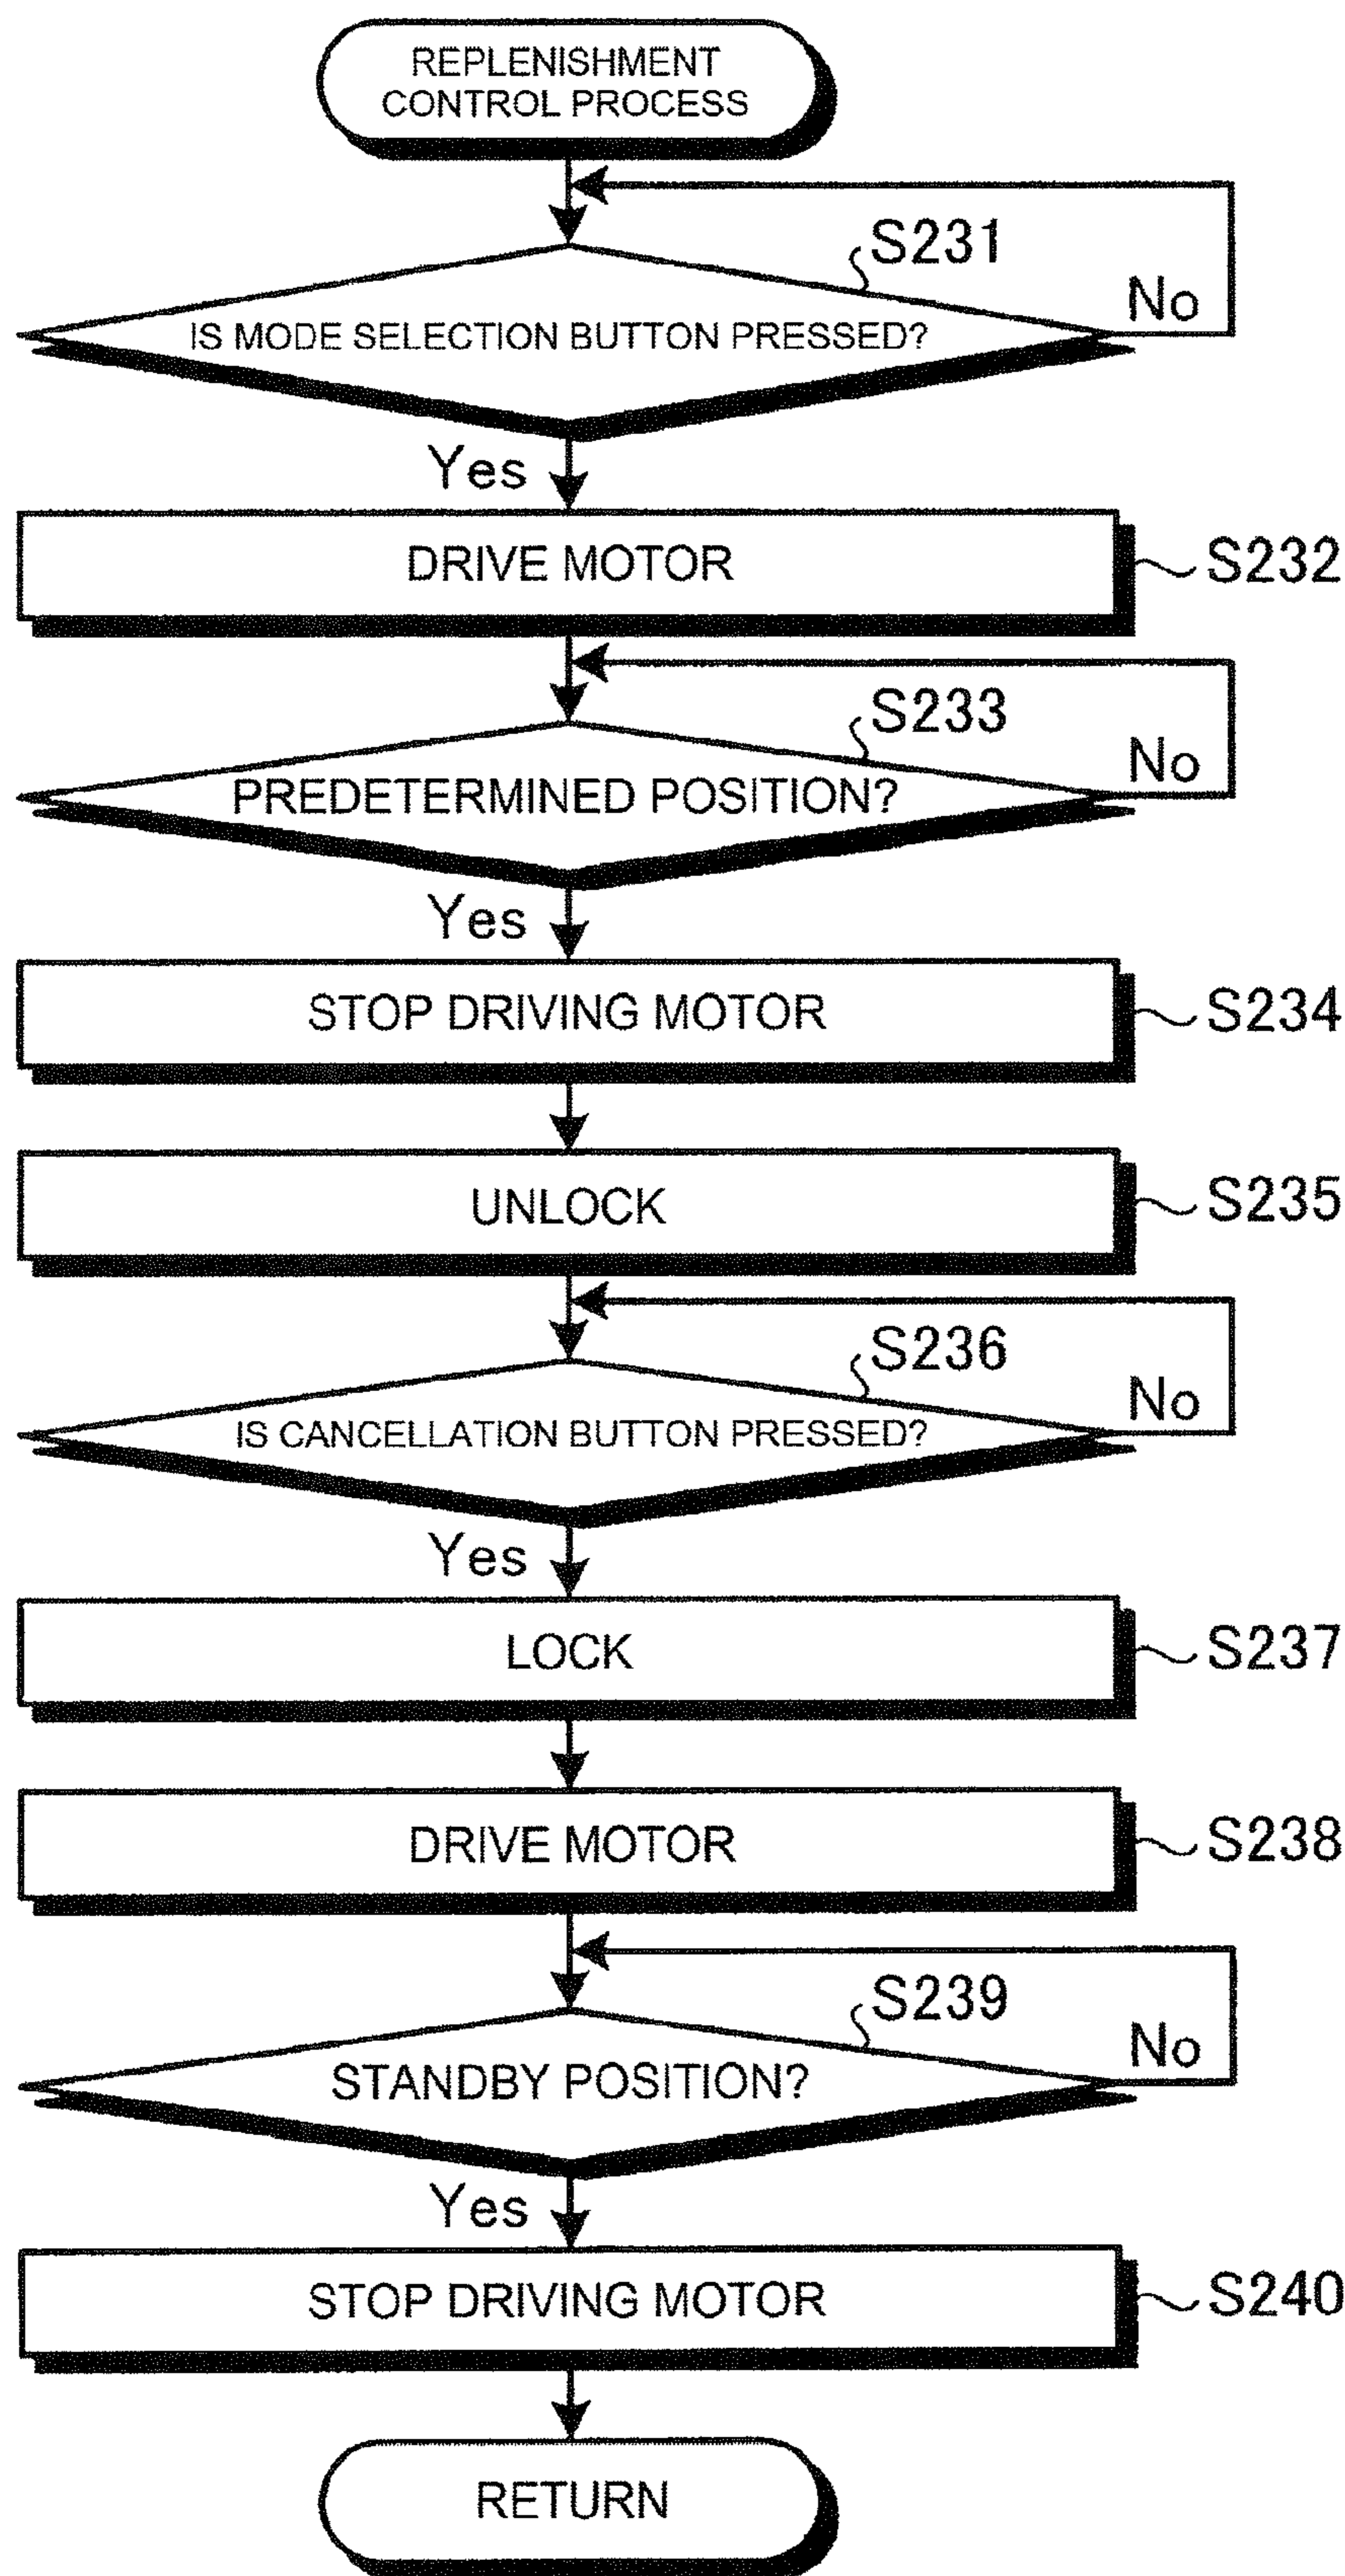 REPLENISHMENT
CONTROL PROCESS
S231
IS MODE SELECTION BUTTON PRESSED?
No
Yes
DRIVE MOTOR
S232
S233
PREDETERMINED POSITION?
No
Yes
STOP DRIVING MOTOR
S234
UNLOCK
S235
S236
IS CANCELLATION BUTTON PRESSED?
No
Yes
LOCK
S237
DRIVE MOTOR
S238
S239
STANDBY POSITION?
No
Yes
STOP DRIVING MOTOR
S240
RETURN